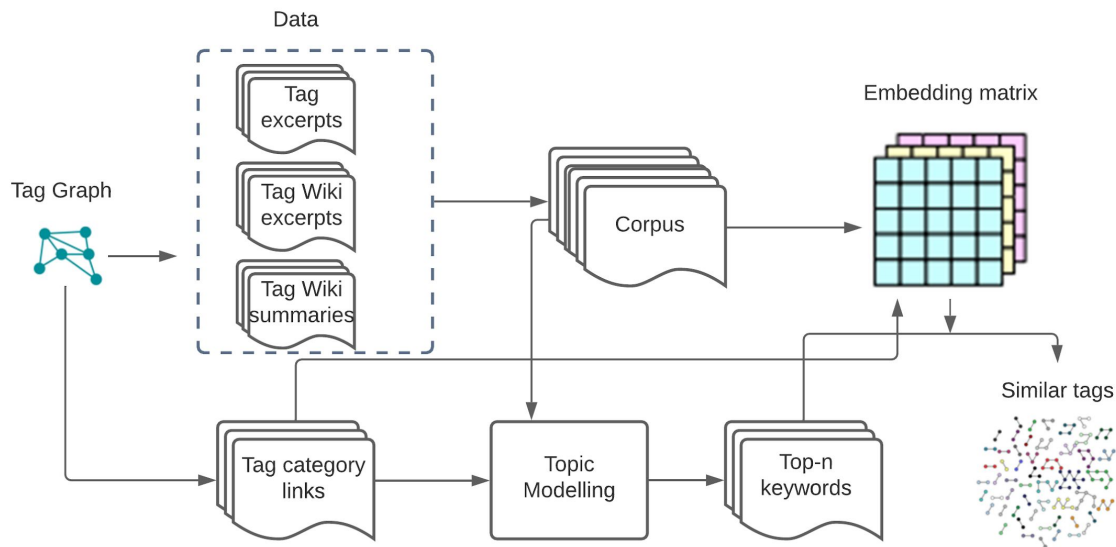 Data
Tag
excerpts
Tag Wiki
excerpts
Tag Wiki
summaries
Tag Graph
Corpus
Embedding matrix
Tag category
links
Topic
Modelling
Top-n
keywords
Similar tags